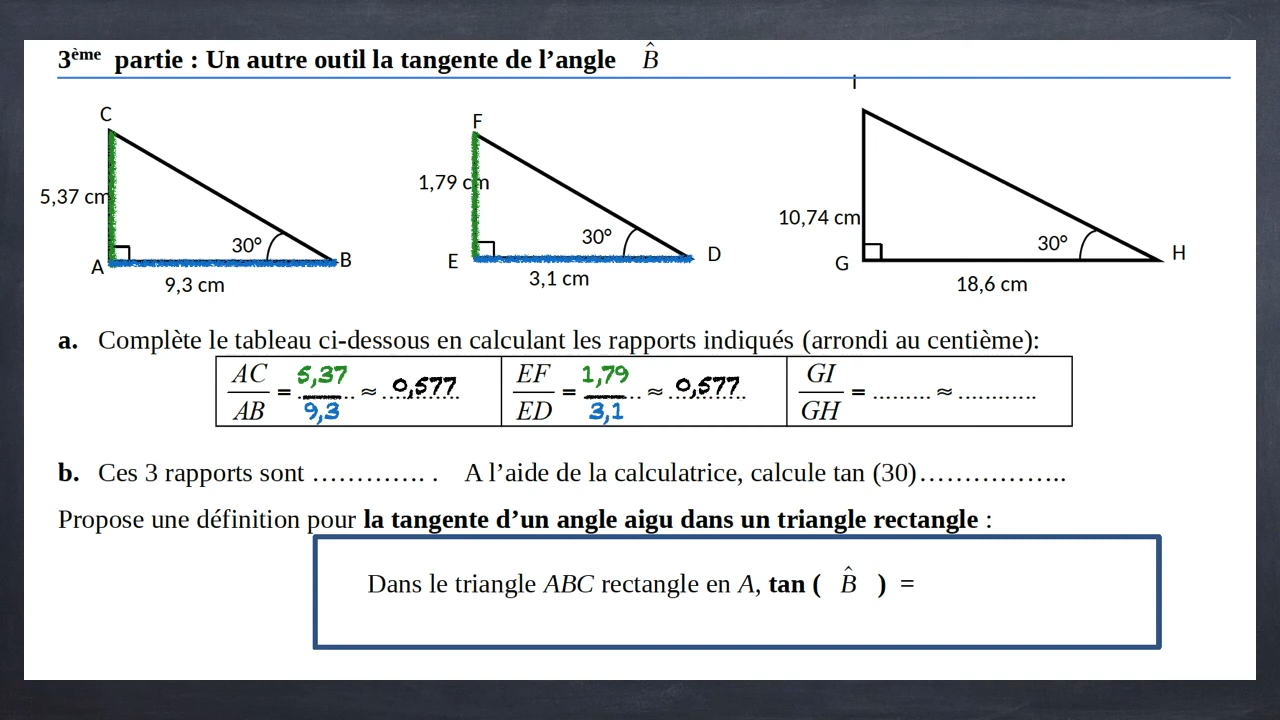 3ème partie : Un autre outil la tangente de l’angle B̂
C F I
5,37 cm 1,79 cm 10,74 cm
30° 30° 30°
A B E D G H
9,3 cm 3,1 cm 18,6 cm
a. Complète le tableau ci-dessous en calculant les rapports indiqués (arrondi au centième):
AC/AB = 5,37/9,3 ≈ 0,577 EF/ED = 1,79/3,1 ≈ 0,577 GI/GH = ......... ≈ ............
b. Ces 3 rapports sont …………. . A l’aide de la calculatrice, calcule tan (30)……………..
Propose une définition pour la tangente d’un angle aigu dans un triangle rectangle :
Dans le triangle ABC rectangle en A, tan ( B̂ ) =